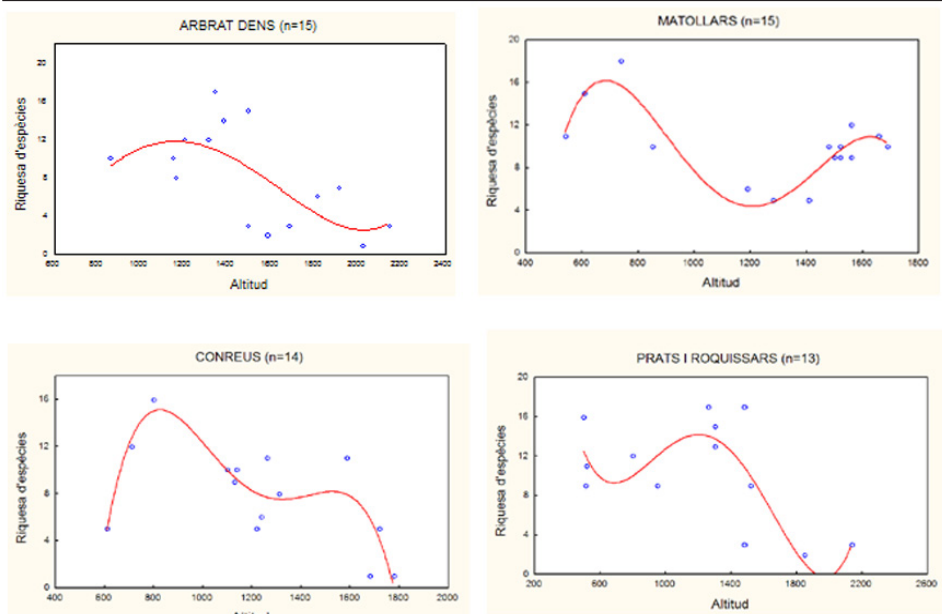 ARBRAT DENS (n=15)
Riquesa d'espècies
20
16
12
8
4
0
600 800 1000 1200 1400 1600 1800 2000 2200 2400
Altitud
MATOLLARS (n=15)
Riquesa d'espècies
20
16
12
8
4
0
400 600 800 1000 1200 1400 1600 1800
Altitud
CONREUS (n=14)
Riquesa d'espècies
16
12
8
4
0
400 600 800 1000 1200 1400 1600 1800 2000
PRATS I ROQUISSARS (n=13)
Riquesa d'espècies
20
16
12
8
4
0
200 600 1000 1400 1800 2200 2600
Altitud